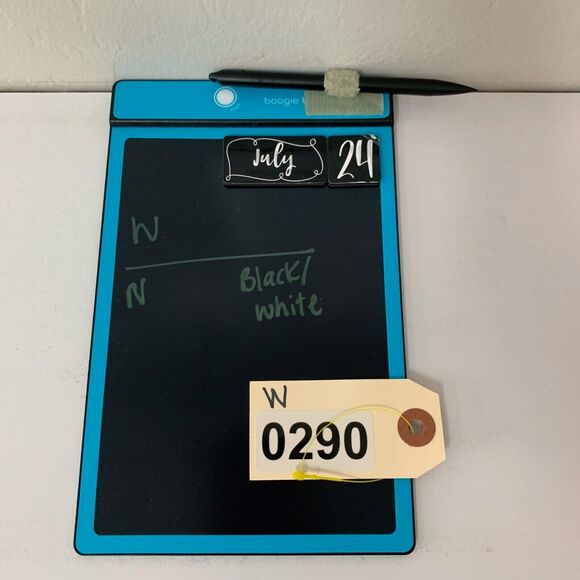 boogie
July 24
W
N Black/
white
W
0290